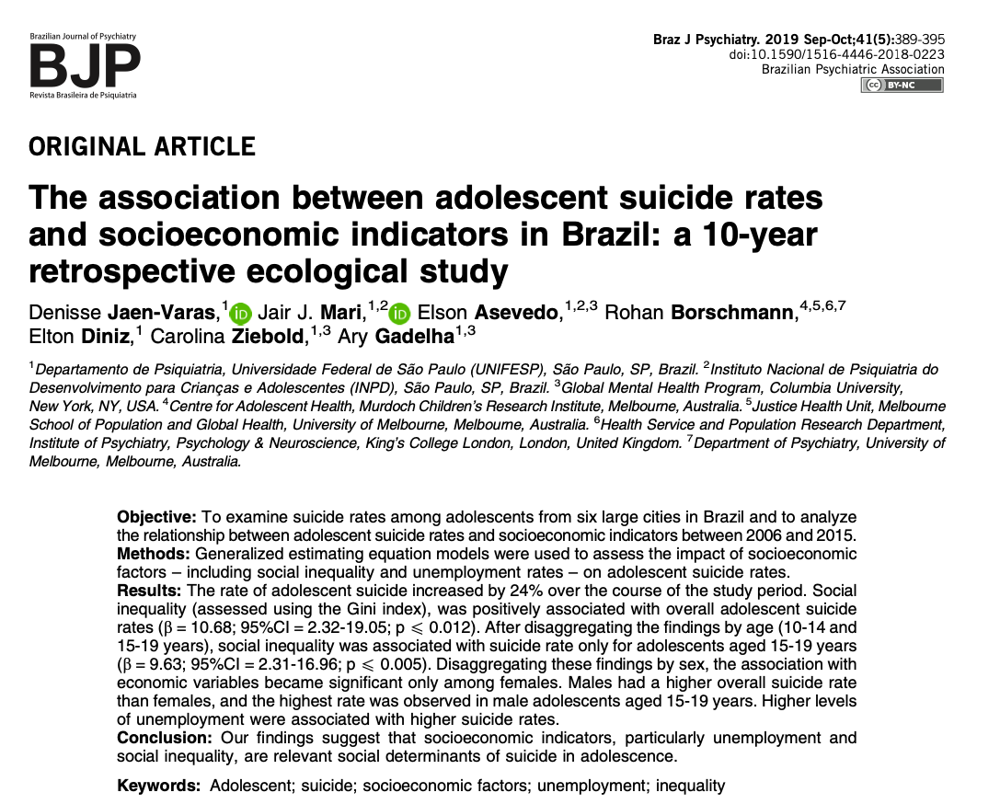 Brazilian Journal of Psychiatry
BJP
Revista Brasileira de Psiquiatria
Braz J Psychiatry. 2019 Sep-Oct;41(5):389-395
doi:10.1590/1516-4446-2018-0223
Brazilian Psychiatric Association
cc BY-NC
ORIGINAL ARTICLE
The association between adolescent suicide rates
and socioeconomic indicators in Brazil: a 10-year
retrospective ecological study
Denisse Jaen-Varas,1 iD Jair J. Mari,1,2 iD Elson Asevedo,1,2,3 Rohan Borschmann,4,5,6,7
Elton Diniz,1 Carolina Ziebold,1,3 Ary Gadelha1,3
1Departamento de Psiquiatria, Universidade Federal de São Paulo (UNIFESP), São Paulo, SP, Brazil. 2Instituto Nacional de Psiquiatria do
Desenvolvimento para Crianças e Adolescentes (INPD), São Paulo, SP, Brazil. 3Global Mental Health Program, Columbia University,
New York, NY, USA. 4Centre for Adolescent Health, Murdoch Children's Research Institute, Melbourne, Australia. 5Justice Health Unit, Melbourne
School of Population and Global Health, University of Melbourne, Melbourne, Australia. 6Health Service and Population Research Department,
Institute of Psychiatry, Psychology & Neuroscience, King's College London, London, United Kingdom. 7Department of Psychiatry, University of
Melbourne, Melbourne, Australia.
Objective: To examine suicide rates among adolescents from six large cities in Brazil and to analyze
the relationship between adolescent suicide rates and socioeconomic indicators between 2006 and 2015.
Methods: Generalized estimating equation models were used to assess the impact of socioeconomic
factors – including social inequality and unemployment rates – on adolescent suicide rates.
Results: The rate of adolescent suicide increased by 24% over the course of the study period. Social
inequality (assessed using the Gini index), was positively associated with overall adolescent suicide
rates (β = 10.68; 95%CI = 2.32-19.05; p ⩽ 0.012). After disaggregating the findings by age (10-14 and
15-19 years), social inequality was associated with suicide rate only for adolescents aged 15-19 years
(β = 9.63; 95%CI = 2.31-16.96; p ⩽ 0.005). Disaggregating these findings by sex, the association with
economic variables became significant only among females. Males had a higher overall suicide rate
than females, and the highest rate was observed in male adolescents aged 15-19 years. Higher levels
of unemployment were associated with higher suicide rates.
Conclusion: Our findings suggest that socioeconomic indicators, particularly unemployment and
social inequality, are relevant social determinants of suicide in adolescence.
Keywords: Adolescent; suicide; socioeconomic factors; unemployment; inequality